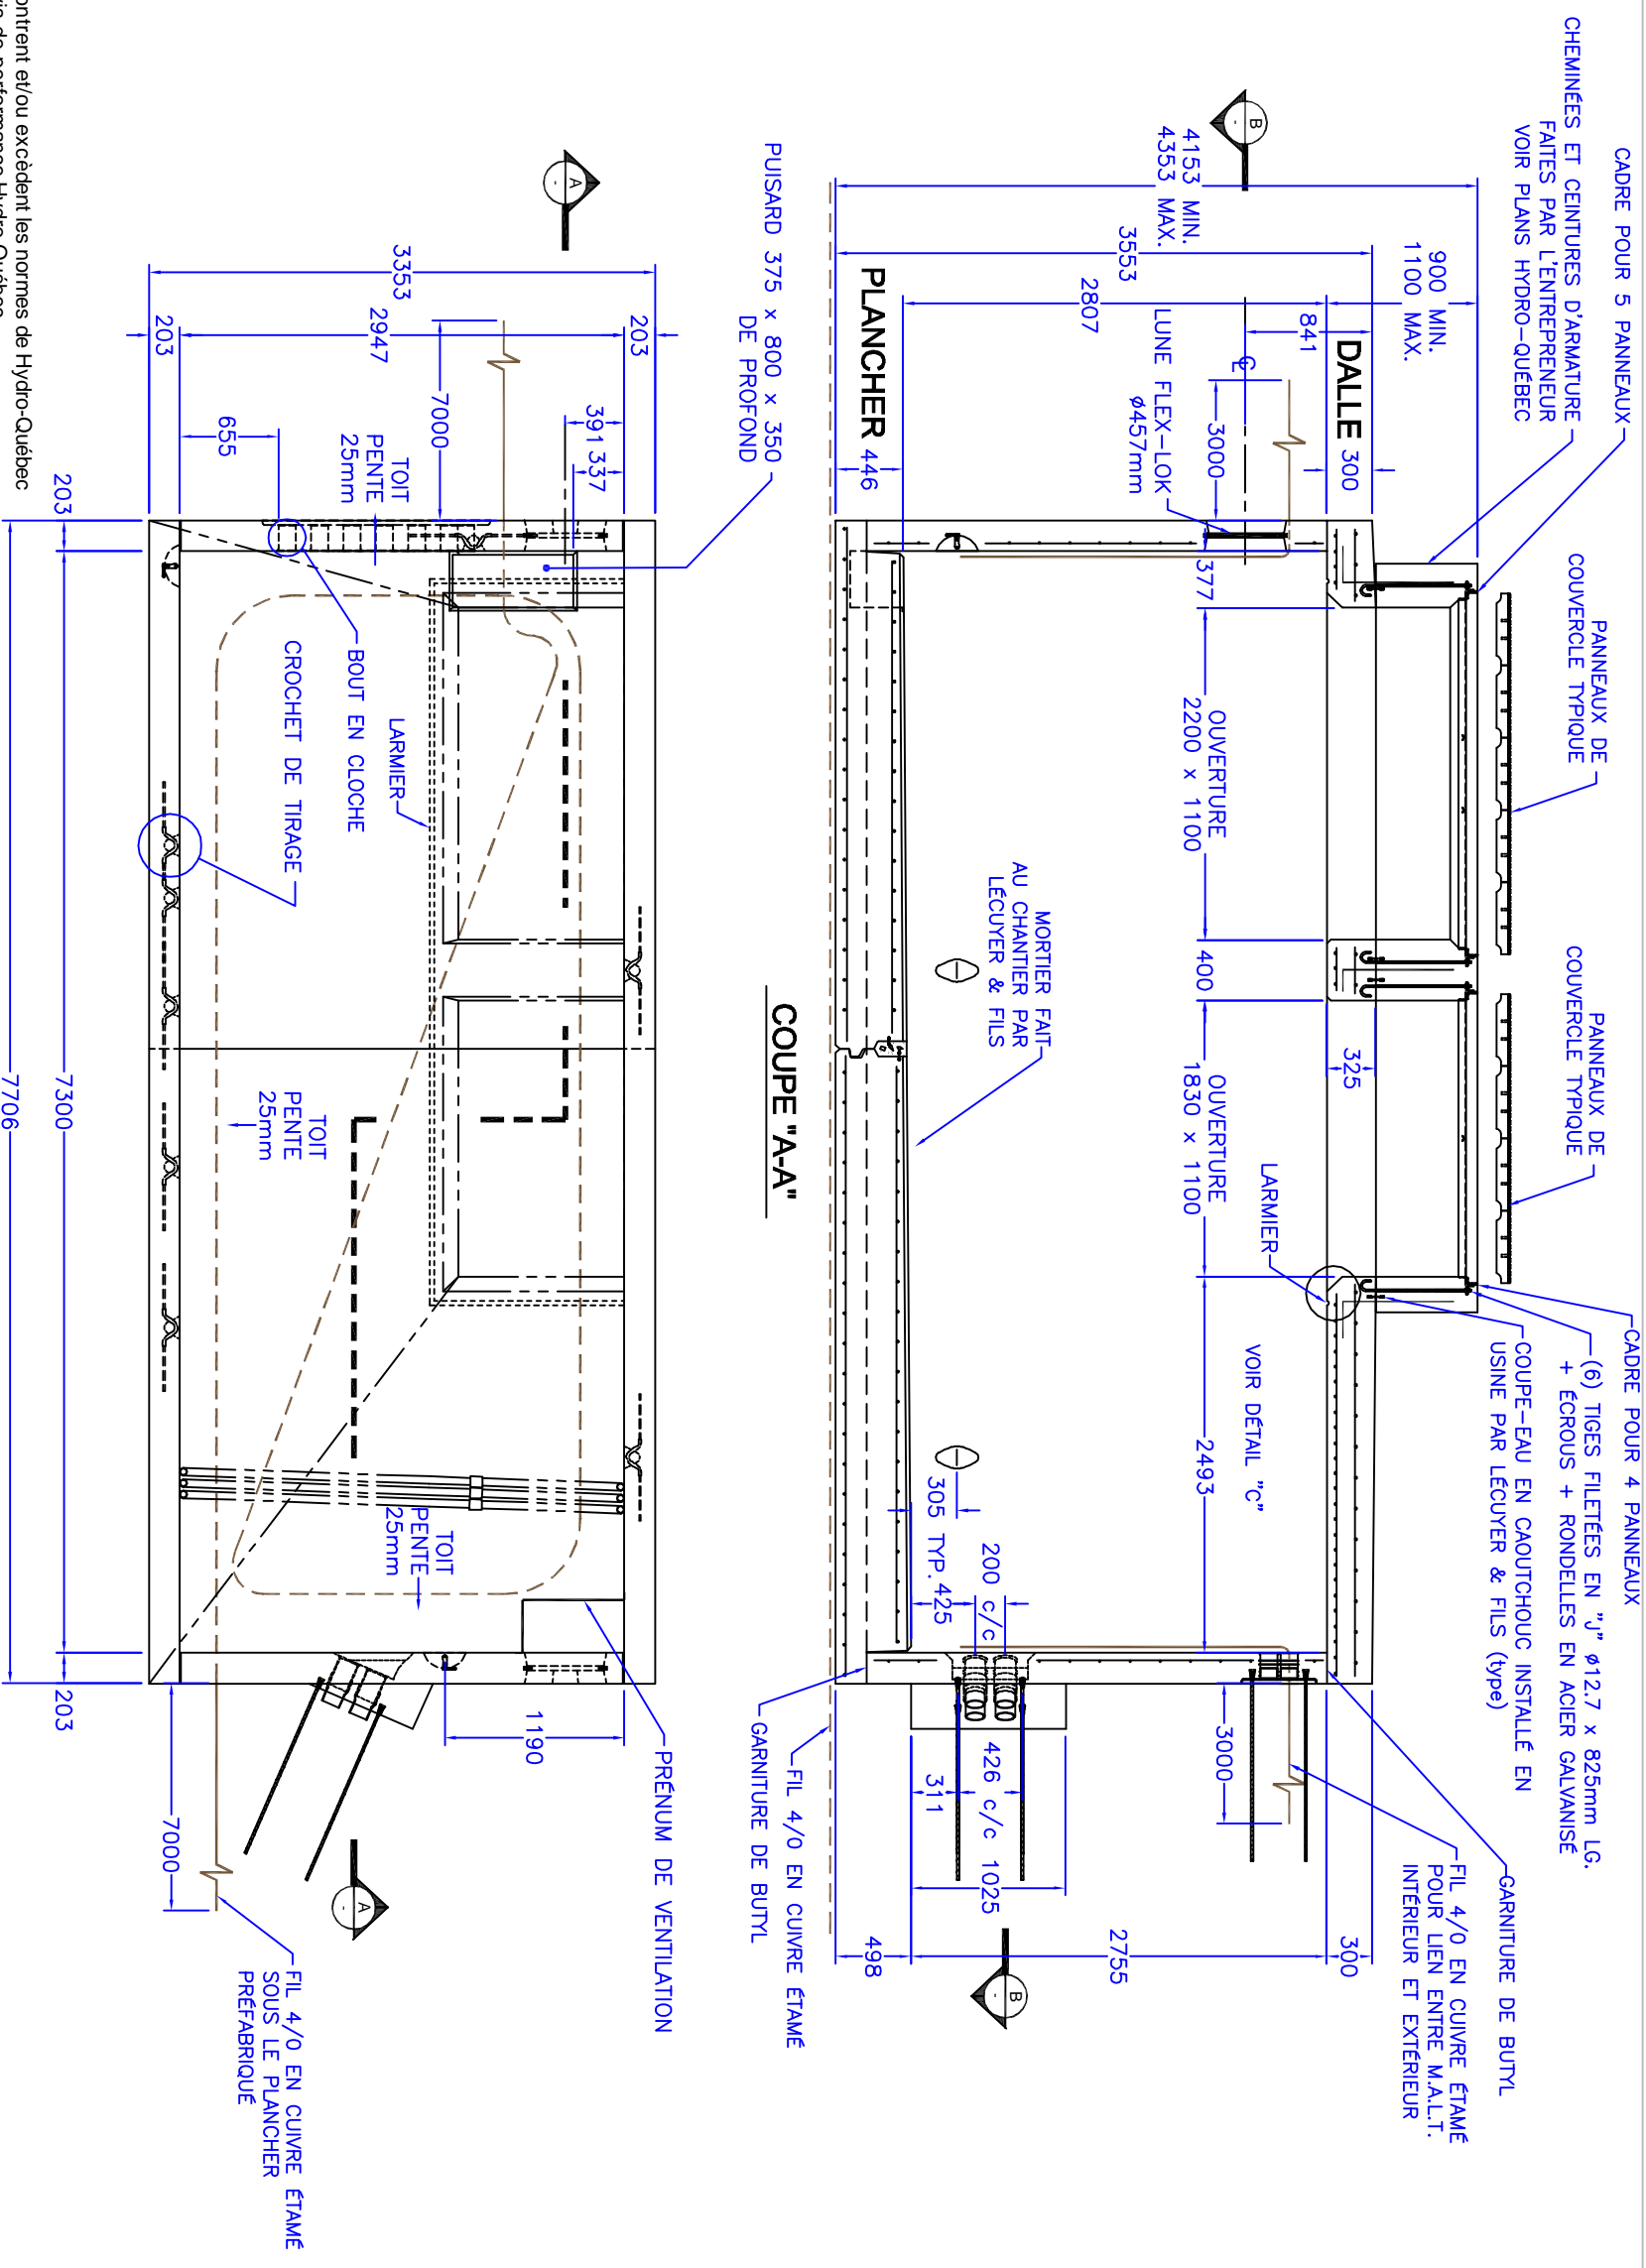 CADRE POUR 5 PANNEAUX
CHEMINÉES ET CEINTURES D'ARMATURE
FAITES PAR L'ENTREPRENEUR
VOIR PLANS HYDRO-QUÉBEC
PANNEAUX DE
COUVERCLE TYPIQUE
PANNEAUX DE
COUVERCLE TYPIQUE
CADRE POUR 4 PANNEAUX
(6) TIGES FILETÉES EN "J" ø12.7 x 825mm LG.
+ ÉCROUS + RONDELLES EN ACIER GALVANISÉ
COUPE-EAU EN CAOUTCHOUC INSTALLÉ EN
USINE PAR LÉCUYER & FILS (type)
GARNITURE DE BUTYL
FIL 4/0 EN CUIVRE ÉTAMÉ
POUR LIEN ENTRE M.A.L.T.
INTÉRIEUR ET EXTÉRIEUR
B
-
900 MIN.
1100 MAX.
4153 MIN.
4353 MAX.
3553
841
DALLE
300
2807
3000
LUNE FLEX-LOK
ø457mm
PLANCHER
446
377
OUVERTURE
2200 x 1100
400
325
OUVERTURE
1830 x 1100
LARMIER
VOIR DÉTAIL "C"
2493
MORTIER FAIT
AU CHANTIER PAR
LÉCUYER & FILS
305 TYP.
200 c/c
425
3000
426 c/c
311
1025
300
2755
498
B
-
FIL 4/0 EN CUIVRE ÉTAMÉ
GARNITURE DE BUTYL
COUPE "A-A"
PUISARD 375 x 800 x 350
DE PROFOND
A
-
3353
203
2947
203
7000
391
337
TOIT
PENTE
25mm
655
LARMIER
BOUT EN CLOCHE
CROCHET DE TIRAGE
TOIT
PENTE
25mm
TOIT
PENTE
25mm
PRÉNUM DE VENTILATION
1190
7000
A
-
FIL 4/0 EN CUIVRE ÉTAMÉ
SOUS LE PLANCHER
PRÉFABRIQUÉ
203
7300
203
7706
ontrent et/ou excèdent les normes de Hydro-Québec